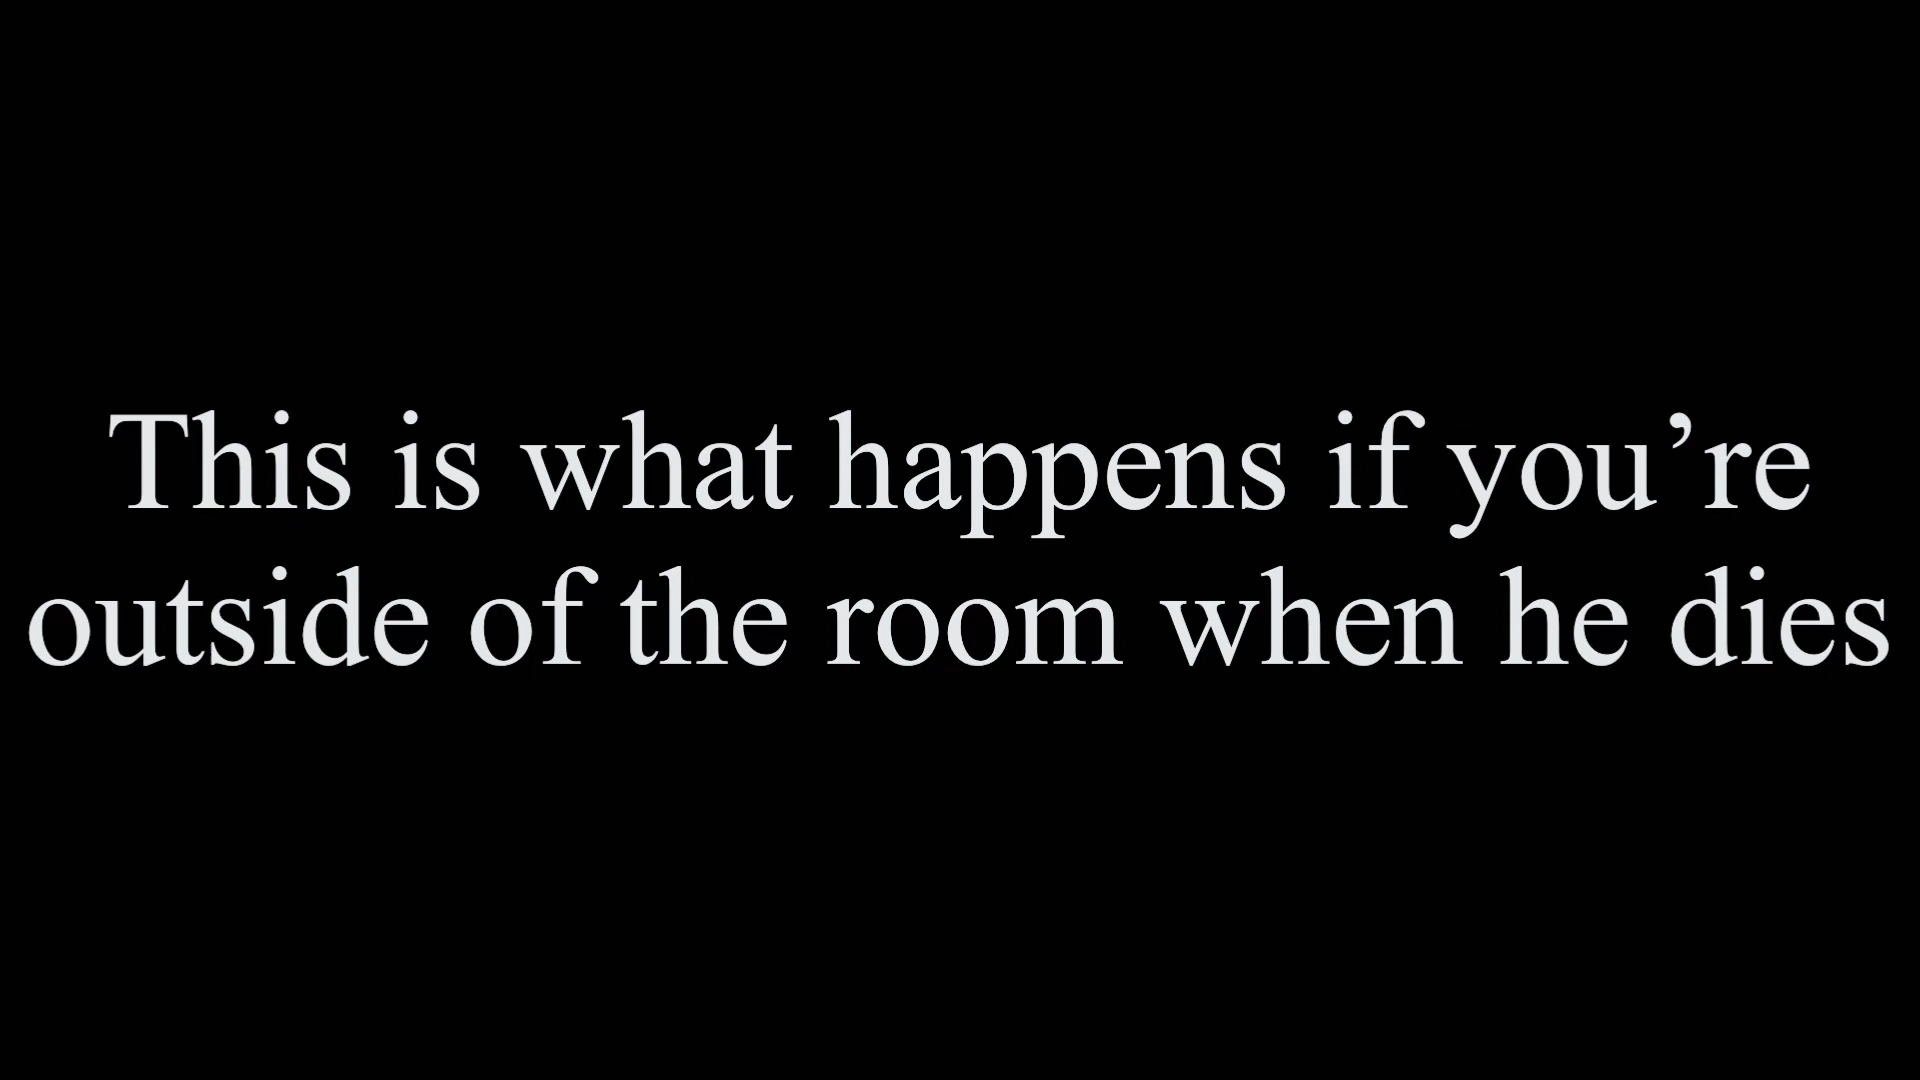 This is what happens if you’re
outside of the room when he dies